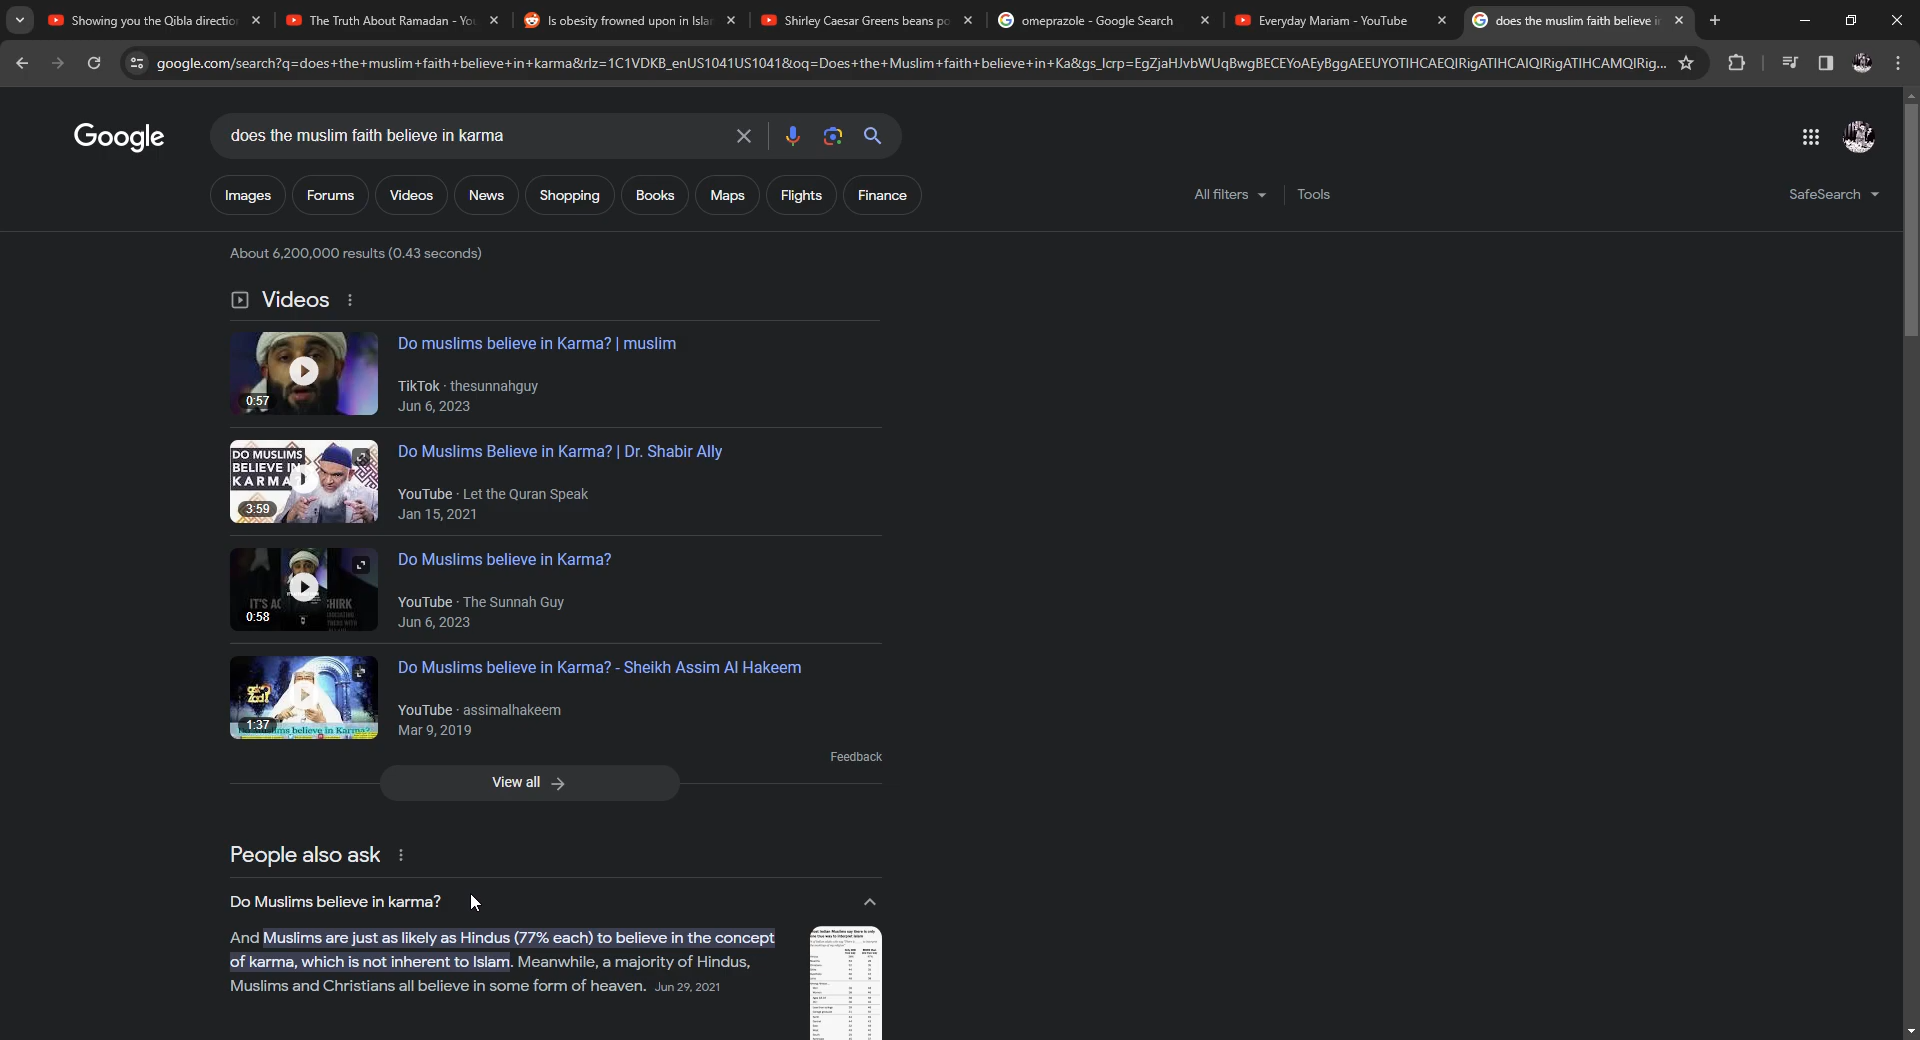 Showing you the Qibla directio
The Truth About Ramadan - You
Is obesity frowned upon in Islam
Shirley Caesar Greens beans po
omeprazole - Google Search
Everyday Mariam - YouTube
does the muslim faith believe in
google.com/search?q=does+the+muslim+faith+believe+in+karma&rlz=1C1VDKB_enUS1041US1041&oq=Does+the+Muslim+faith+believe+in+Ka&gs_lcrp=EgZjaHJvbWUqBwgBECEYoAEyBggAEEUYOTIHCAEQIRigATIHCAIQIRigATIHCAMQIRig...
Google
does the muslim faith believe in karma
Images Forums Videos News Shopping Books Maps Flights Finance All filters Tools SafeSearch
About 6,200,000 results (0.43 seconds)
Videos
Do muslims believe in Karma? | muslim
TikTok · thesunnahguy
Jun 6, 2023
0:57
Do Muslims Believe in Karma? | Dr. Shabir Ally
YouTube · Let the Quran Speak
Jan 15, 2021
DO MUSLIMS
BELIEVE IN
KARMA
3:59
Do Muslims believe in Karma?
YouTube · The Sunnah Guy
Jun 6, 2023
0:58
Do Muslims believe in Karma? - Sheikh Assim Al Hakeem
YouTube · assimalhakeem
Mar 9, 2019
1:37
believe in Karma?
Feedback
View all
People also ask
Do Muslims believe in karma?
And Muslims are just as likely as Hindus (77% each) to believe in the concept
of karma, which is not inherent to Islam. Meanwhile, a majority of Hindus,
Muslims and Christians all believe in some form of heaven. Jun 29, 2021